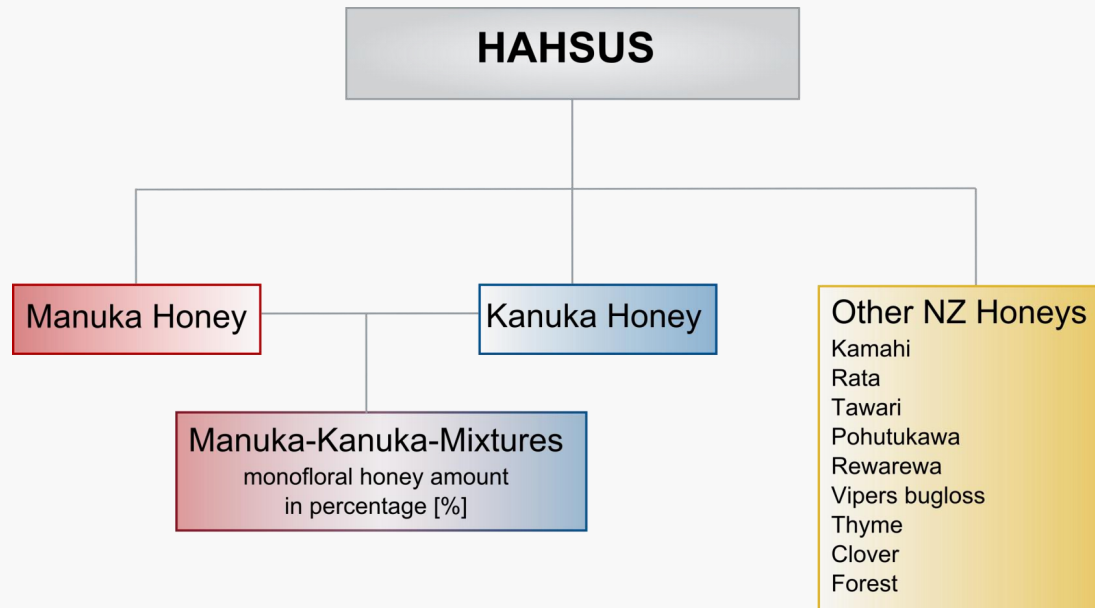 HAHSUS
Manuka Honey
Kanuka Honey
Manuka-Kanuka-Mixtures
monofloral honey amount
in percentage [%]
Other NZ Honeys
Kamahi
Rata
Tawari
Pohutukawa
Rewarewa
Vipers bugloss
Thyme
Clover
Forest